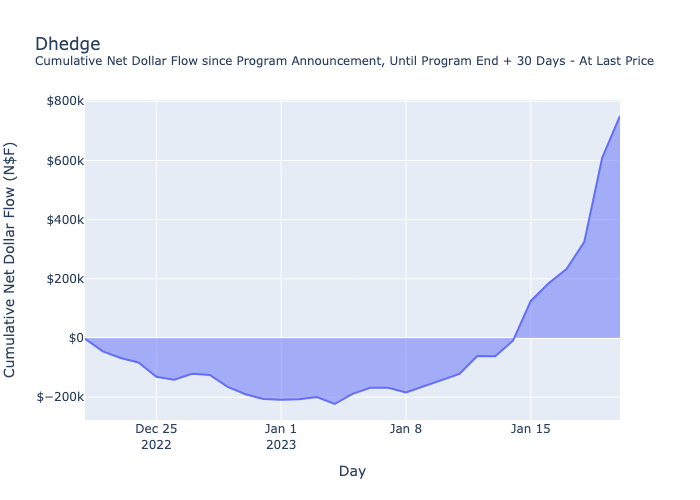 Dhedge
Cumulative Net Dollar Flow since Program Announcement, Until Program End + 30 Days - At Last Price
Cumulative Net Dollar Flow (N$F)
$800k
$600k
$400k
$200k
$0
$−200k
Dec 25
2022
Jan 1
2023
Jan 8
Jan 15
Day